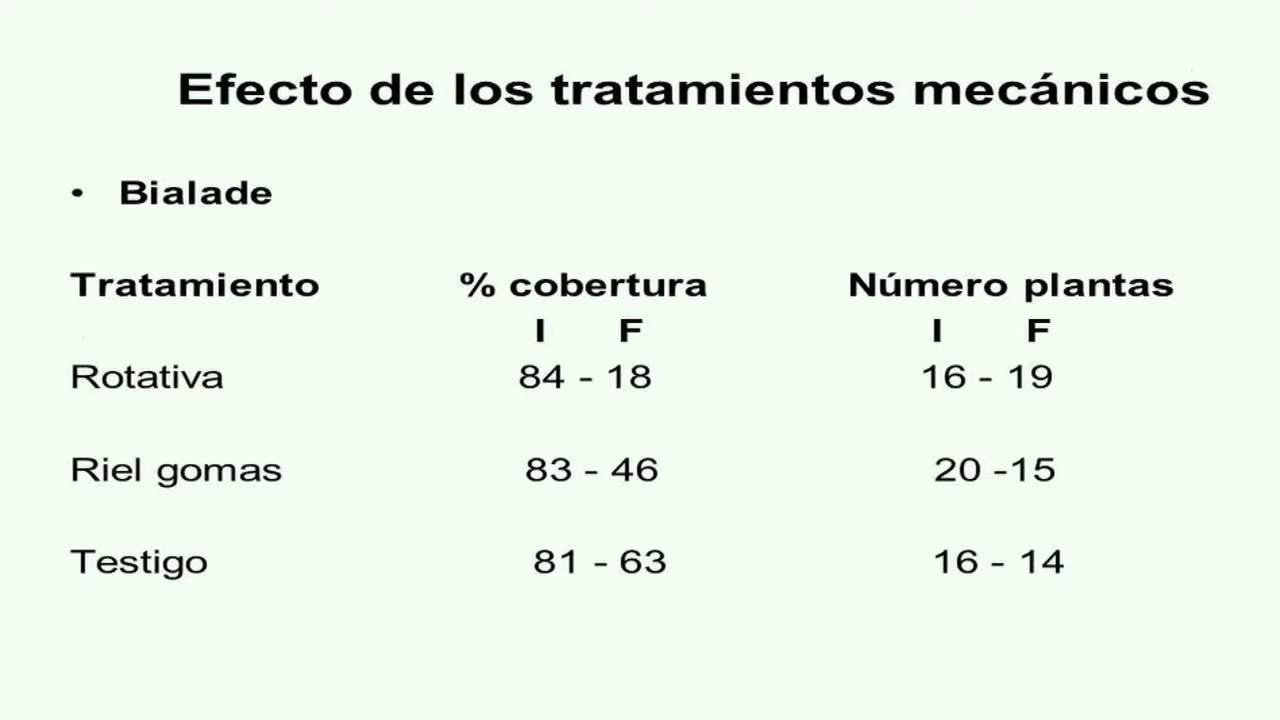 Efecto de los tratamientos mecánicos
• Bialade
Tratamiento % cobertura Número plantas
I F I F
Rotativa 84 - 18 16 - 19
Riel gomas 83 - 46 20 -15
Testigo 81 - 63 16 - 14